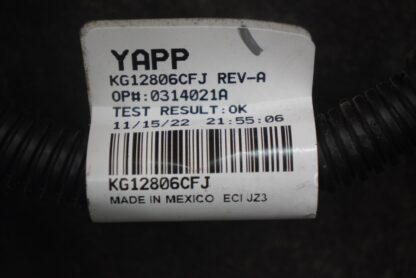 YAPP
KG12806CFJ REV-A
OP#:0314021A
TEST RESULT:OK
11/15/22 21:55:06
KG12806CFJ
MADE IN MEXICO ECI JZ3